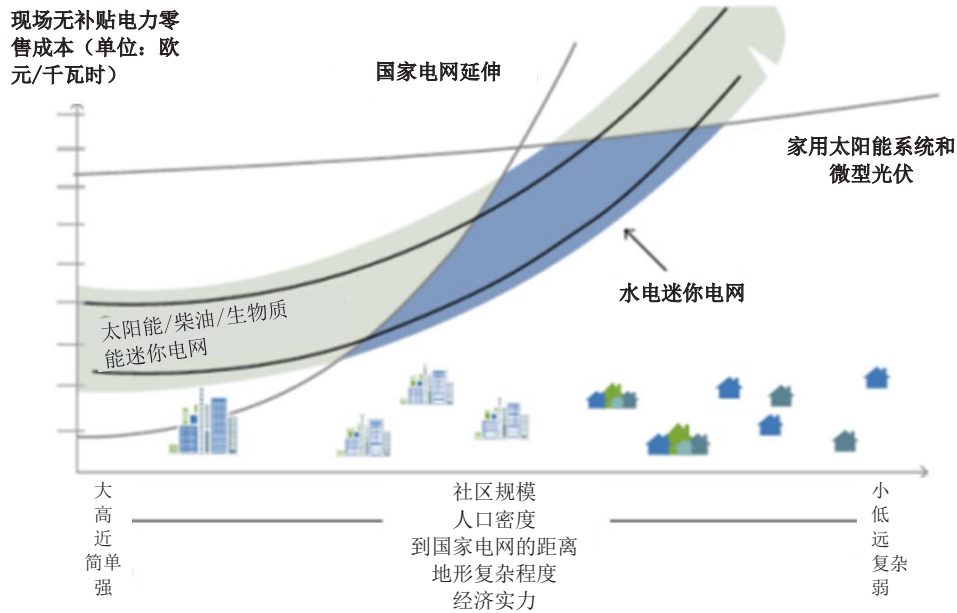 现场无补贴电力零
售成本（单位：欧
元/千瓦时）
国家电网延伸
家用太阳能系统和
微型光伏
水电迷你电网
太阳能/柴油/生物质
能迷你电网
大
高
近
简单
强
社区规模
人口密度
到国家电网的距离
地形复杂程度
经济实力
小
低
远
复杂
弱